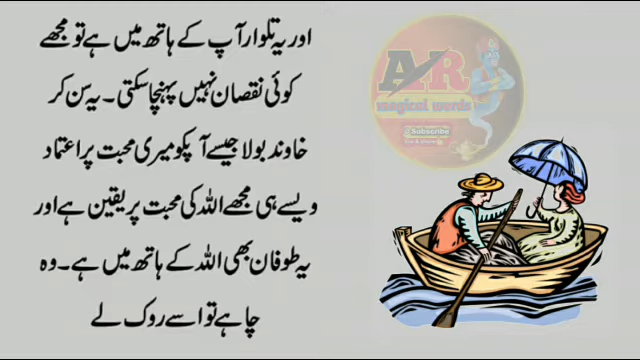 اور یہ تلوار آپ کے ہاتھ میں ہے تو مجھے
کوئی نقصان نہیں پہنچا سکتی۔ یہ سن کر
خاوند بولا جیسے آپکو میری محبت پر اعتماد
ویسے ہی مجھے اللہ کی محبت پر یقین ہے اور
یہ طوفان بھی اللہ کے ہاتھ میں ہے۔ وہ
چاہے تو اسے روک لے
AR
magical words
Subscribe